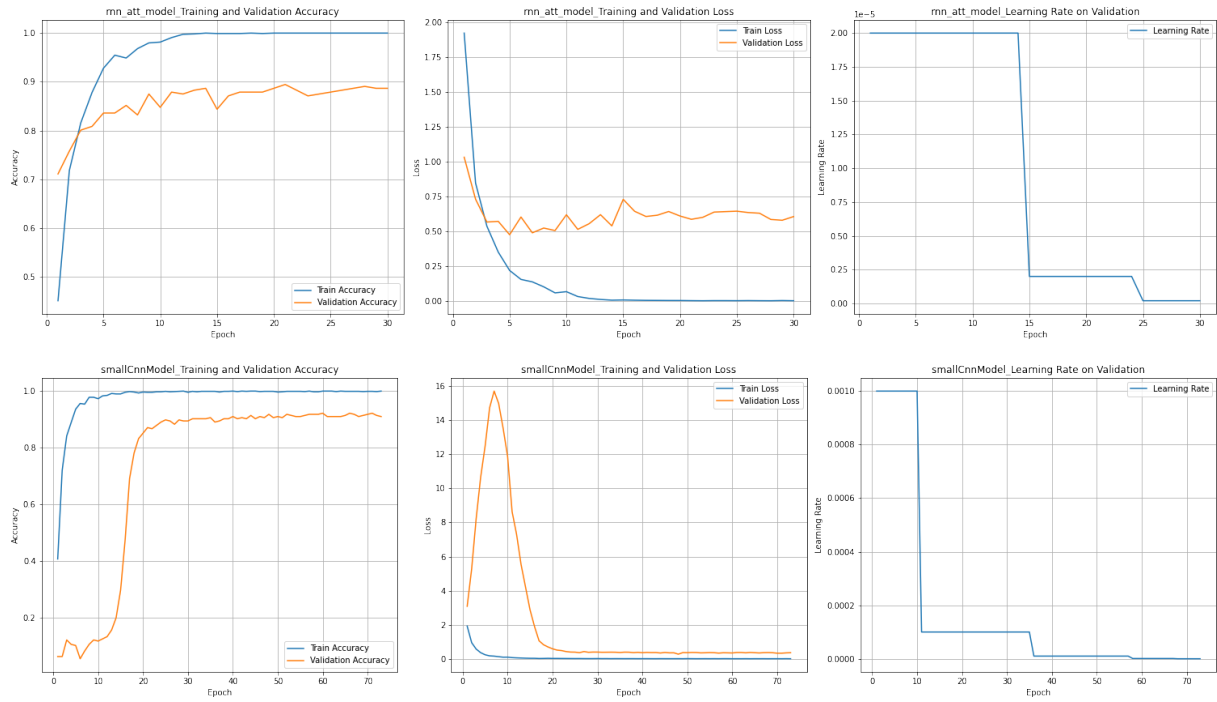 rnn_att_model_Training and Validation Accuracy
1.0
0.9
0.8
0.7
0.6
0.5
Accuracy
Train Accuracy
Validation Accuracy
0 5 10 15 20 25 30
Epoch
rnn_att_model_Training and Validation Loss
2.00
1.75
1.50
1.25
1.00
0.75
0.50
0.25
0.00
Loss
Train Loss
Validation Loss
0 5 10 15 20 25 30
Epoch
rnn_att_model_Learning Rate on Validation
1e-5
2.00
1.75
1.50
1.25
1.00
0.75
0.50
0.25
0.00
Learning Rate
Learning Rate
0 5 10 15 20 25 30
Epoch
smallCnnModel_Training and Validation Accuracy
1.0
0.8
0.6
0.4
0.2
Accuracy
Train Accuracy
Validation Accuracy
0 10 20 30 40 50 60 70
Epoch
smallCnnModel_Training and Validation Loss
16
14
12
10
8
6
4
2
0
Loss
Train Loss
Validation Loss
0 10 20 30 40 50 60 70
Epoch
smallCnnModel_Learning Rate on Validation
0.0010
0.0008
0.0006
0.0004
0.0002
0.0000
Learning Rate
Learning Rate
0 10 20 30 40 50 60 70
Epoch